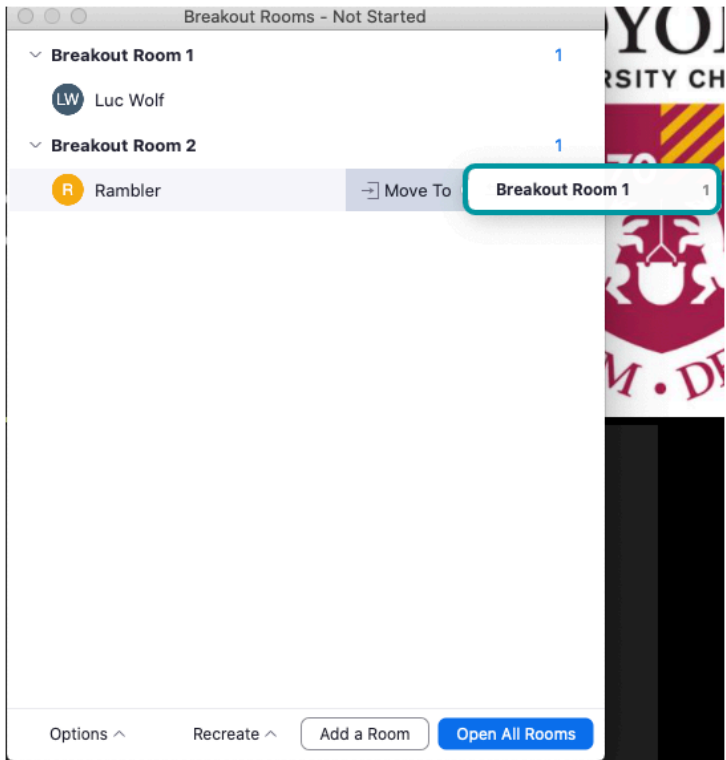 Breakout Rooms - Not Started
Breakout Room 1 1
LW Luc Wolf
Breakout Room 2 1
R Rambler Move To Breakout Room 1 1
Options Recreate Add a Room Open All Rooms